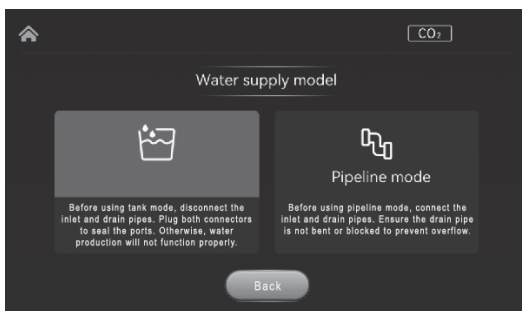 CO₂
Water supply model
Pipeline mode
Before using tank mode, disconnect the
inlet and drain pipes. Plug both connectors
to seal the ports. Otherwise, water
production will not function properly.
Before using pipeline mode, connect the
inlet and drain pipes. Ensure the drain pipe
is not bent or blocked to prevent overflow.
Back